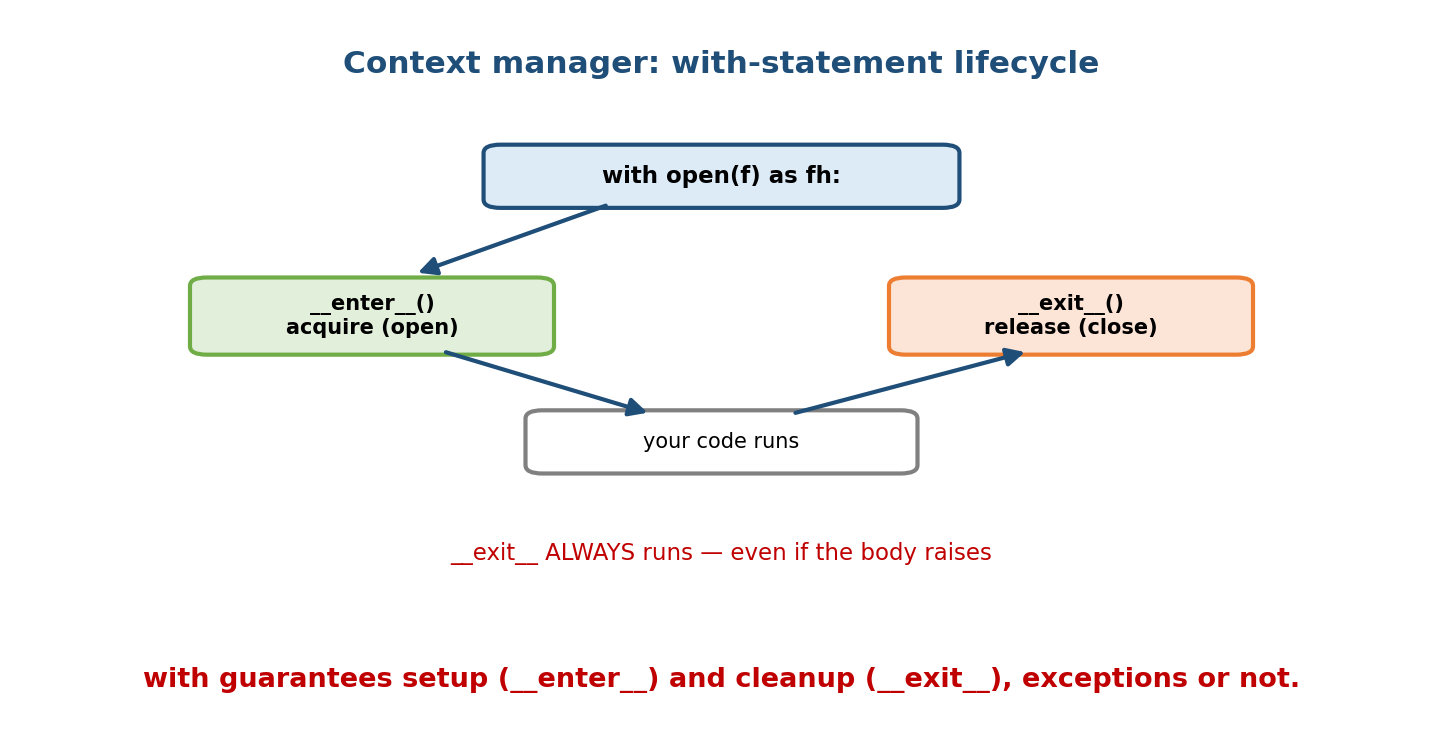 Context manager: with-statement lifecycle
with open(f) as fh:
__enter__()
acquire (open)
__exit__()
release (close)
your code runs
__exit__ ALWAYS runs — even if the body raises
with guarantees setup (__enter__) and cleanup (__exit__), exceptions or not.